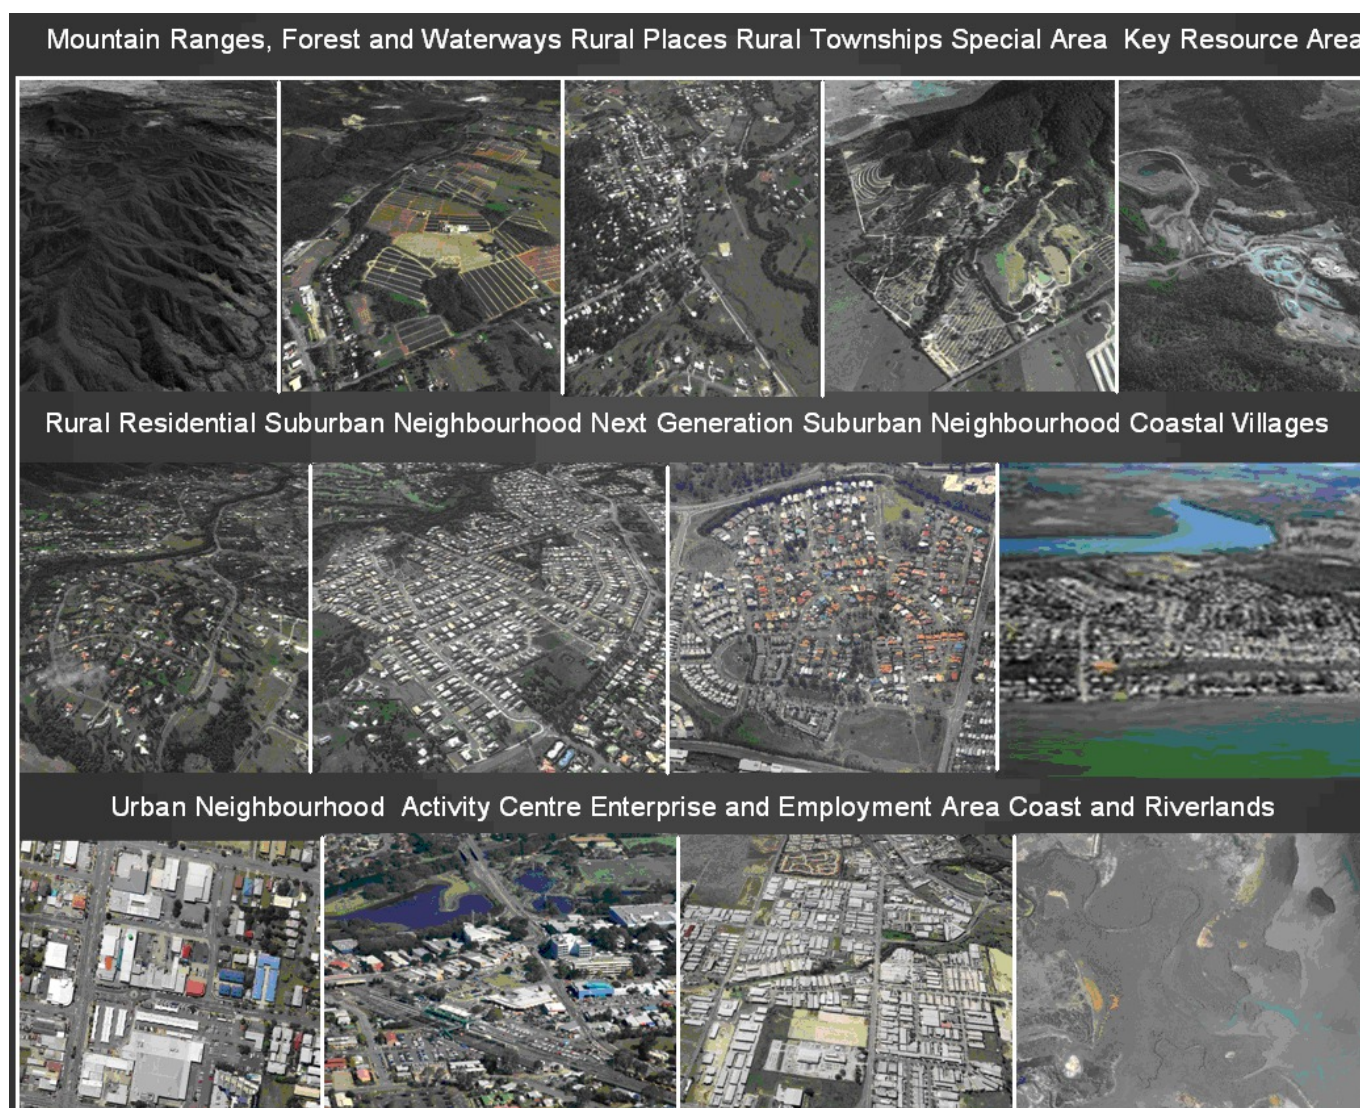 Mountain Ranges, Forest and Waterways Rural Places Rural Townships Special Area Key Resource Area
Rural Residential Suburban Neighbourhood Next Generation Suburban Neighbourhood Coastal Villages
Urban Neighbourhood Activity Centre Enterprise and Employment Area Coast and Riverlands